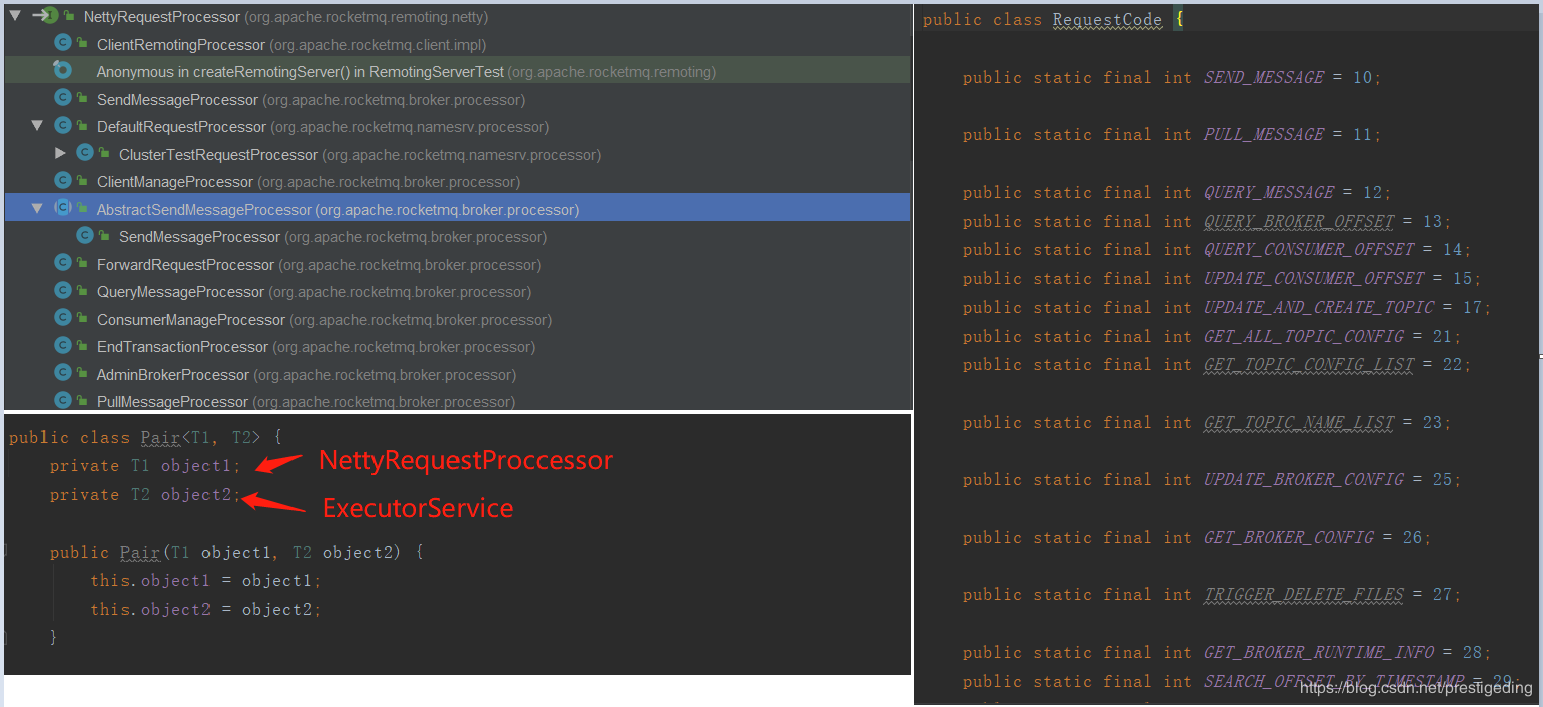 NettyRequestProcessor (org.apache.rocketmq.remoting.netty)
ClientRemotingProcessor (org.apache.rocketmq.client.impl)
Anonymous in createRemotingServer() in RemotingServerTest (org.apache.rocketmq.remoting)
SendMessageProcessor (org.apache.rocketmq.broker.processor)
DefaultRequestProcessor (org.apache.rocketmq.namesrv.processor)
ClusterTestRequestProcessor (org.apache.rocketmq.namesrv.processor)
ClientManageProcessor (org.apache.rocketmq.broker.processor)
AbstractSendMessageProcessor (org.apache.rocketmq.broker.processor)
SendMessageProcessor (org.apache.rocketmq.broker.processor)
ForwardRequestProcessor (org.apache.rocketmq.broker.processor)
QueryMessageProcessor (org.apache.rocketmq.broker.processor)
ConsumerManageProcessor (org.apache.rocketmq.broker.processor)
EndTransactionProcessor (org.apache.rocketmq.broker.processor)
AdminBrokerProcessor (org.apache.rocketmq.broker.processor)
PullMessageProcessor (org.apache.rocketmq.broker.processor)
public class Pair<T1, T2> {
private T1 object1;
NettyRequestProccessor
private T2 object2;
ExecutorService
public Pair(T1 object1, T2 object2) {
this.object1 = object1;
this.object2 = object2;
}
public class RequestCode {
public static final int SEND_MESSAGE = 10;
public static final int PULL_MESSAGE = 11;
public static final int QUERY_MESSAGE = 12;
public static final int QUERY_BROKER_OFFSET = 13;
public static final int QUERY_CONSUMER_OFFSET = 14;
public static final int UPDATE_CONSUMER_OFFSET = 15;
public static final int UPDATE_AND_CREATE_TOPIC = 17;
public static final int GET_ALL_TOPIC_CONFIG = 21;
public static final int GET_TOPIC_CONFIG_LIST = 22;
public static final int GET_TOPIC_NAME_LIST = 23;
public static final int UPDATE_BROKER_CONFIG = 25;
public static final int GET_BROKER_CONFIG = 26;
public static final int TRIGGER_DELETE_FILES = 27;
public static final int GET_BROKER_RUNTIME_INFO = 28;
public static final int SEARCH_OFFSET_BY_TIMESTAMP = 29;
https://blog.csdn.net/prestigeding